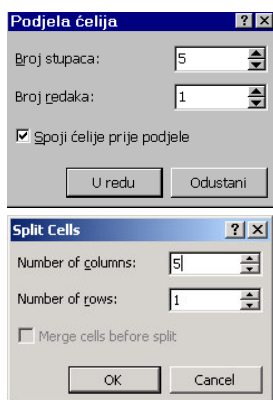 Podjela ćelija
Broj stupaca: 5
Broj redaka: 1
Spoji ćelije prije podjele
U redu Odustani
Split Cells
Number of columns: 5
Number of rows: 1
Merge cells before split
OK Cancel